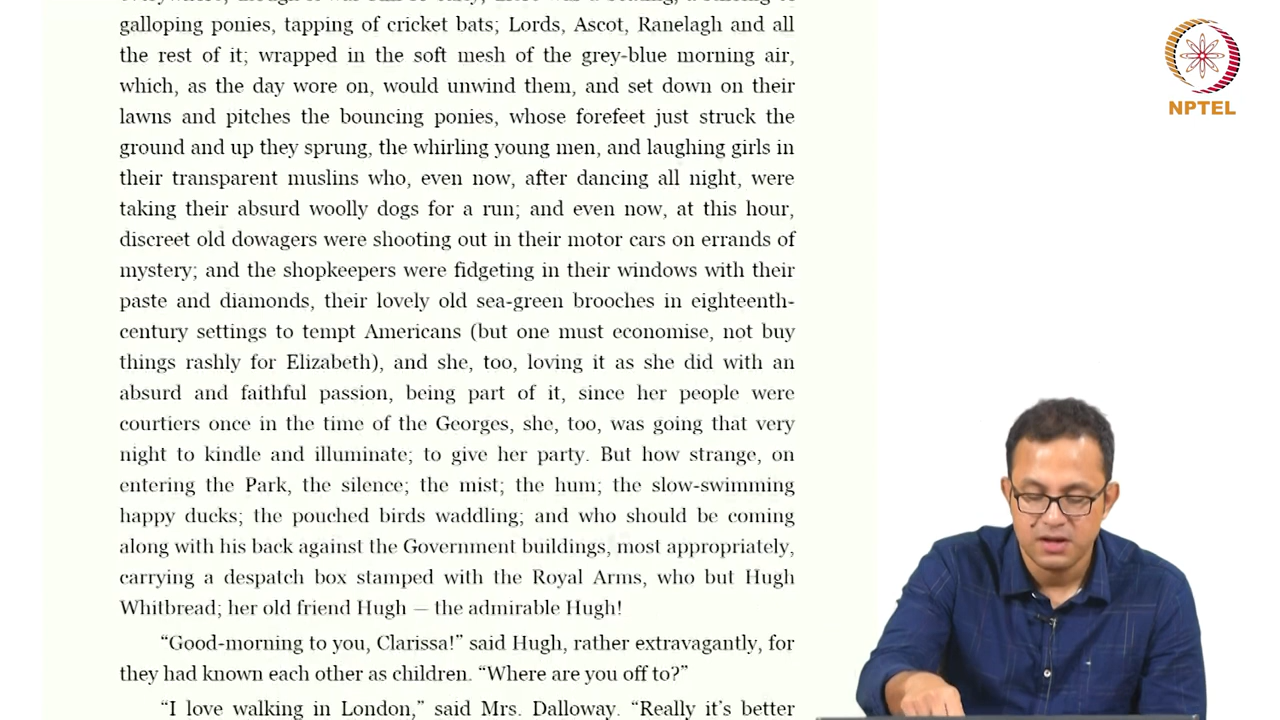 galloping ponies, tapping of cricket bats; Lords, Ascot, Ranelagh and all
the rest of it; wrapped in the soft mesh of the grey-blue morning air,
which, as the day wore on, would unwind them, and set down on their
lawns and pitches the bouncing ponies, whose forefeet just struck the
ground and up they sprung, the whirling young men, and laughing girls in
their transparent muslins who, even now, after dancing all night, were
taking their absurd woolly dogs for a run; and even now, at this hour,
discreet old dowagers were shooting out in their motor cars on errands of
mystery; and the shopkeepers were fidgeting in their windows with their
paste and diamonds, their lovely old sea-green brooches in eighteenth-
century settings to tempt Americans (but one must economise, not buy
things rashly for Elizabeth), and she, too, loving it as she did with an
absurd and faithful passion, being part of it, since her people were
courtiers once in the time of the Georges, she, too, was going that very
night to kindle and illuminate; to give her party. But how strange, on
entering the Park, the silence; the mist; the hum; the slow-swimming
happy ducks; the pouched birds waddling; and who should be coming
along with his back against the Government buildings, most appropriately,
carrying a despatch box stamped with the Royal Arms, who but Hugh
Whitbread; her old friend Hugh — the admirable Hugh!
“Good-morning to you, Clarissa!” said Hugh, rather extravagantly, for
they had known each other as children. “Where are you off to?”
“I love walking in London,” said Mrs. Dalloway. “Really it’s better
NPTEL